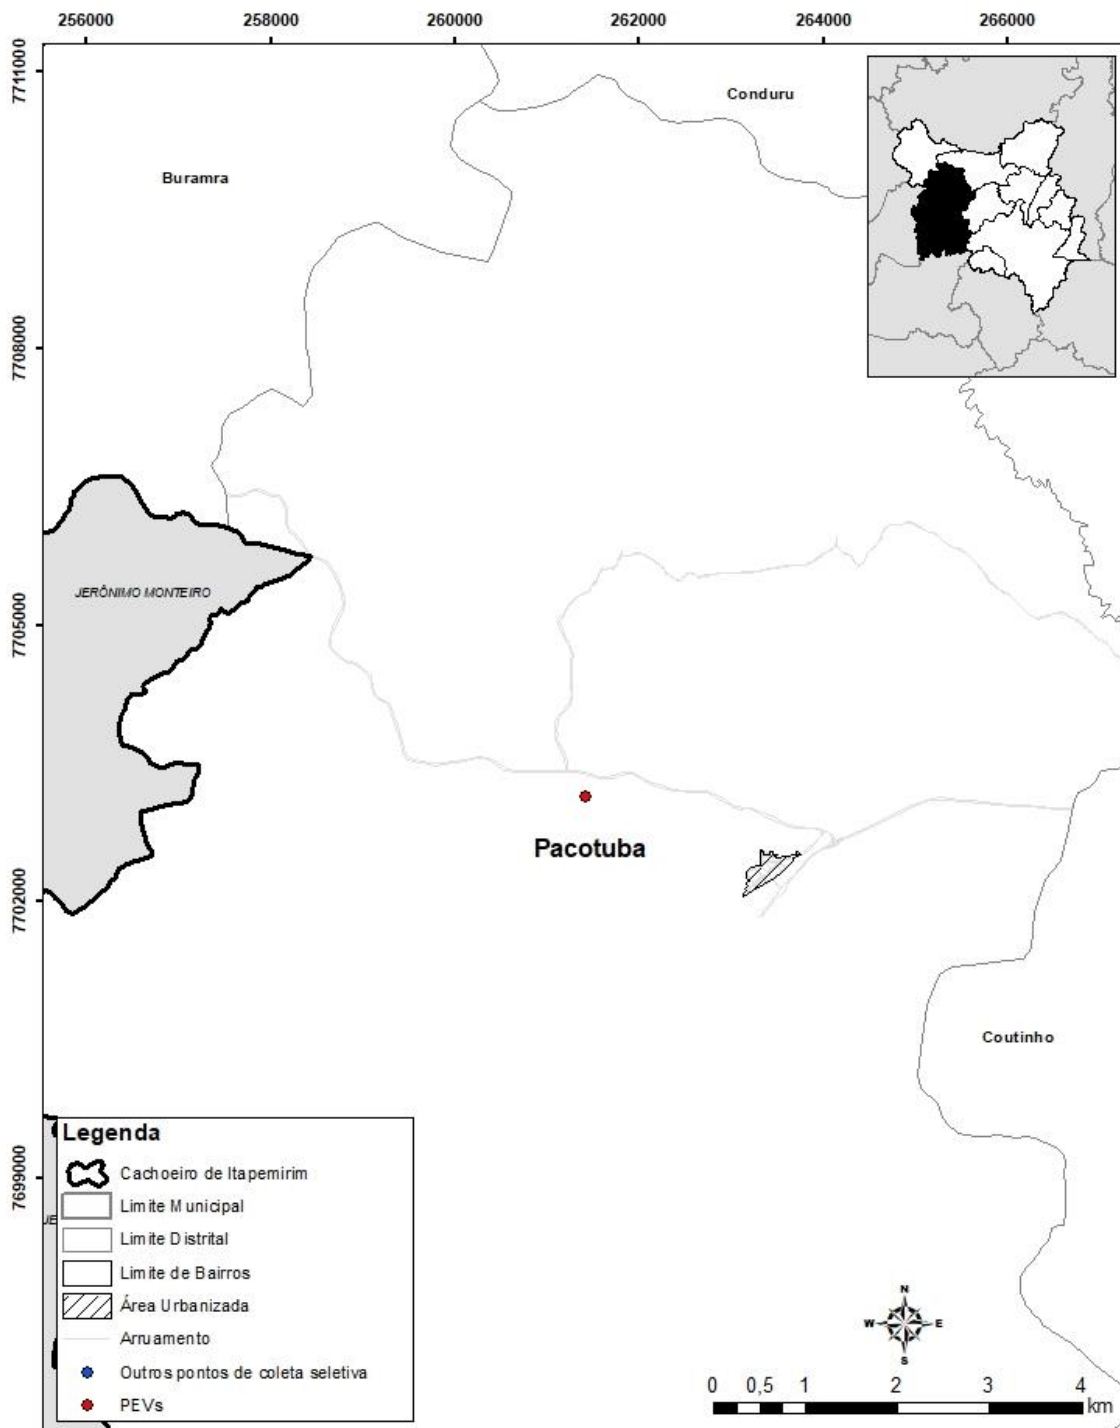 256000 258000 260000 262000 264000 266000
7711000
Conduru
Buramra
7708000
JERÔNIMO MONTEIRO
7705000
Pacotuba
7702000
Coutinho
7699000
JE
Legenda
Cachoeiro de Itapemirim
Limite Municipal
Limite Distrital
Limite de Bairros
Área Urbanizada
Arruamento
Outros pontos de coleta seletiva
PEVs
N
W E
S
0 0,5 1 2 3 4
km